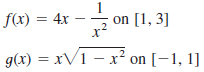 f(x) = 4x − 1/x² on [1, 3]
g(x) = x√(1 − x²) on [−1, 1]